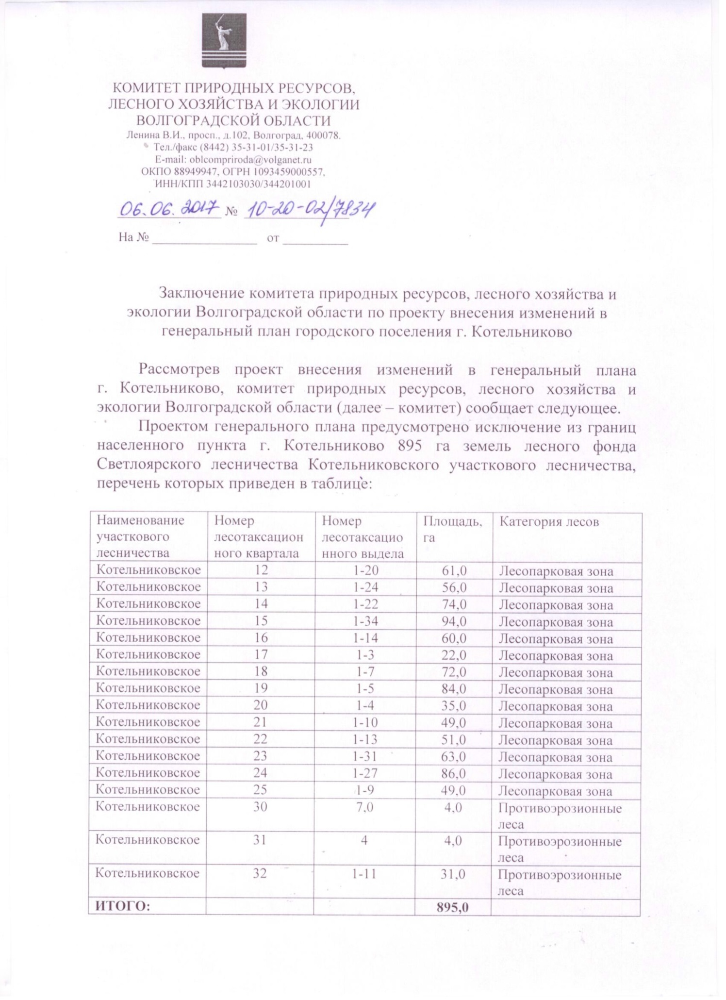 КОМИТЕТ ПРИРОДНЫХ РЕСУРСОВ,
ЛЕСНОГО ХОЗЯЙСТВА И ЭКОЛОГИИ
ВОЛГОГРАДСКОЙ ОБЛАСТИ
Ленина В.И., просп., д.102, Волгоград, 400078.
Тел./факс (8442) 35-31-01/35-31-23
E-mail: oblcompriroda@volganet.ru
ОКПО 88949947, ОГРН 1093459000557,
ИНН/КПП 3442103030/344201001
06.06.2017 № 10-20-02/7834
На № ________________ от __________
Заключение комитета природных ресурсов, лесного хозяйства и
экологии Волгоградской области по проекту внесения изменений в
генеральный план городского поселения г. Котельниково
Рассмотрев проект внесения изменений в генеральный плана
г. Котельниково, комитет природных ресурсов, лесного хозяйства и
экологии Волгоградской области (далее – комитет) сообщает следующее.
Проектом генерального плана предусмотрено исключение из границ
населенного пункта г. Котельниково 895 га земель лесного фонда
Светлоярского лесничества Котельниковского участкового лесничества,
перечень которых приведен в таблице:
Наименование Номер Номер Площадь, Категория лесов
участкового лесотаксацион лесотаксацио га
лесничества ного квартала нного выдела
Котельниковское 12 1-20 61,0 Лесопарковая зона
Котельниковское 13 1-24 56,0 Лесопарковая зона
Котельниковское 14 1-22 74,0 Лесопарковая зона
Котельниковское 15 1-34 94,0 Лесопарковая зона
Котельниковское 16 1-14 60,0 Лесопарковая зона
Котельниковское 17 1-3 22,0 Лесопарковая зона
Котельниковское 18 1-7 72,0 Лесопарковая зона
Котельниковское 19 1-5 84,0 Лесопарковая зона
Котельниковское 20 1-4 35,0 Лесопарковая зона
Котельниковское 21 1-10 49,0 Лесопарковая зона
Котельниковское 22 1-13 51,0 Лесопарковая зона
Котельниковское 23 1-31 63,0 Лесопарковая зона
Котельниковское 24 1-27 86,0 Лесопарковая зона
Котельниковское 25 1-9 49,0 Лесопарковая зона
Котельниковское 30 7,0 4,0 Противоэрозионные
леса
Котельниковское 31 4 4,0 Противоэрозионные
леса
Котельниковское 32 1-11 31,0 Противоэрозионные
леса
ИТОГО: 895,0